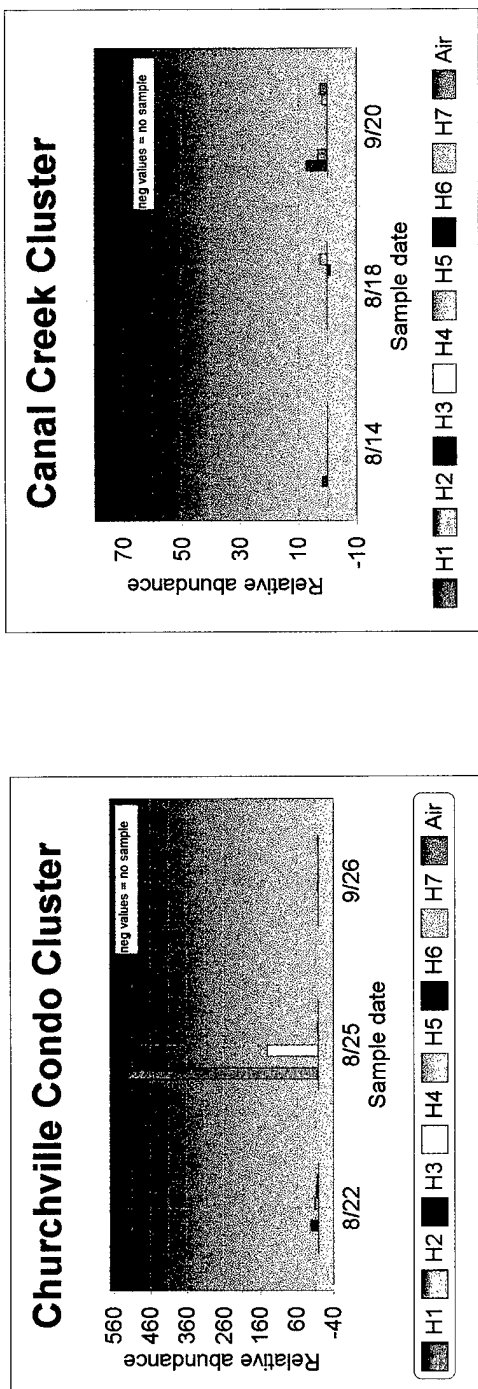 Churchville Condo Cluster
neg values = no sample
560
460
360
260
160
60
-40
Relative abundance
8/22 8/25 9/26
Sample date
H1 H2 H3 H4 H5 H6 H7 Air
Canal Creek Cluster
neg values = no sample
70
50
30
10
-10
Relative abundance
8/14 8/18 9/20
Sample date
H1 H2 H3 H4 H5 H6 H7 Air